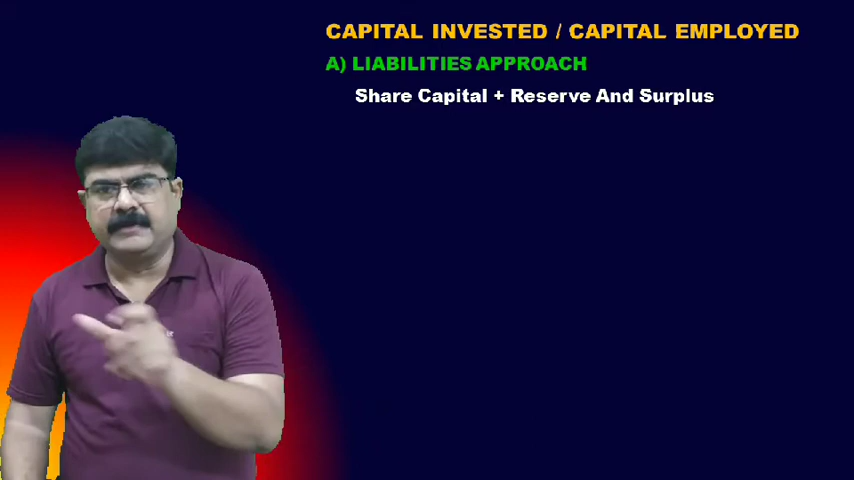 CAPITAL INVESTED / CAPITAL EMPLOYED
A) LIABILITIES APPROACH
Share Capital + Reserve And Surplus